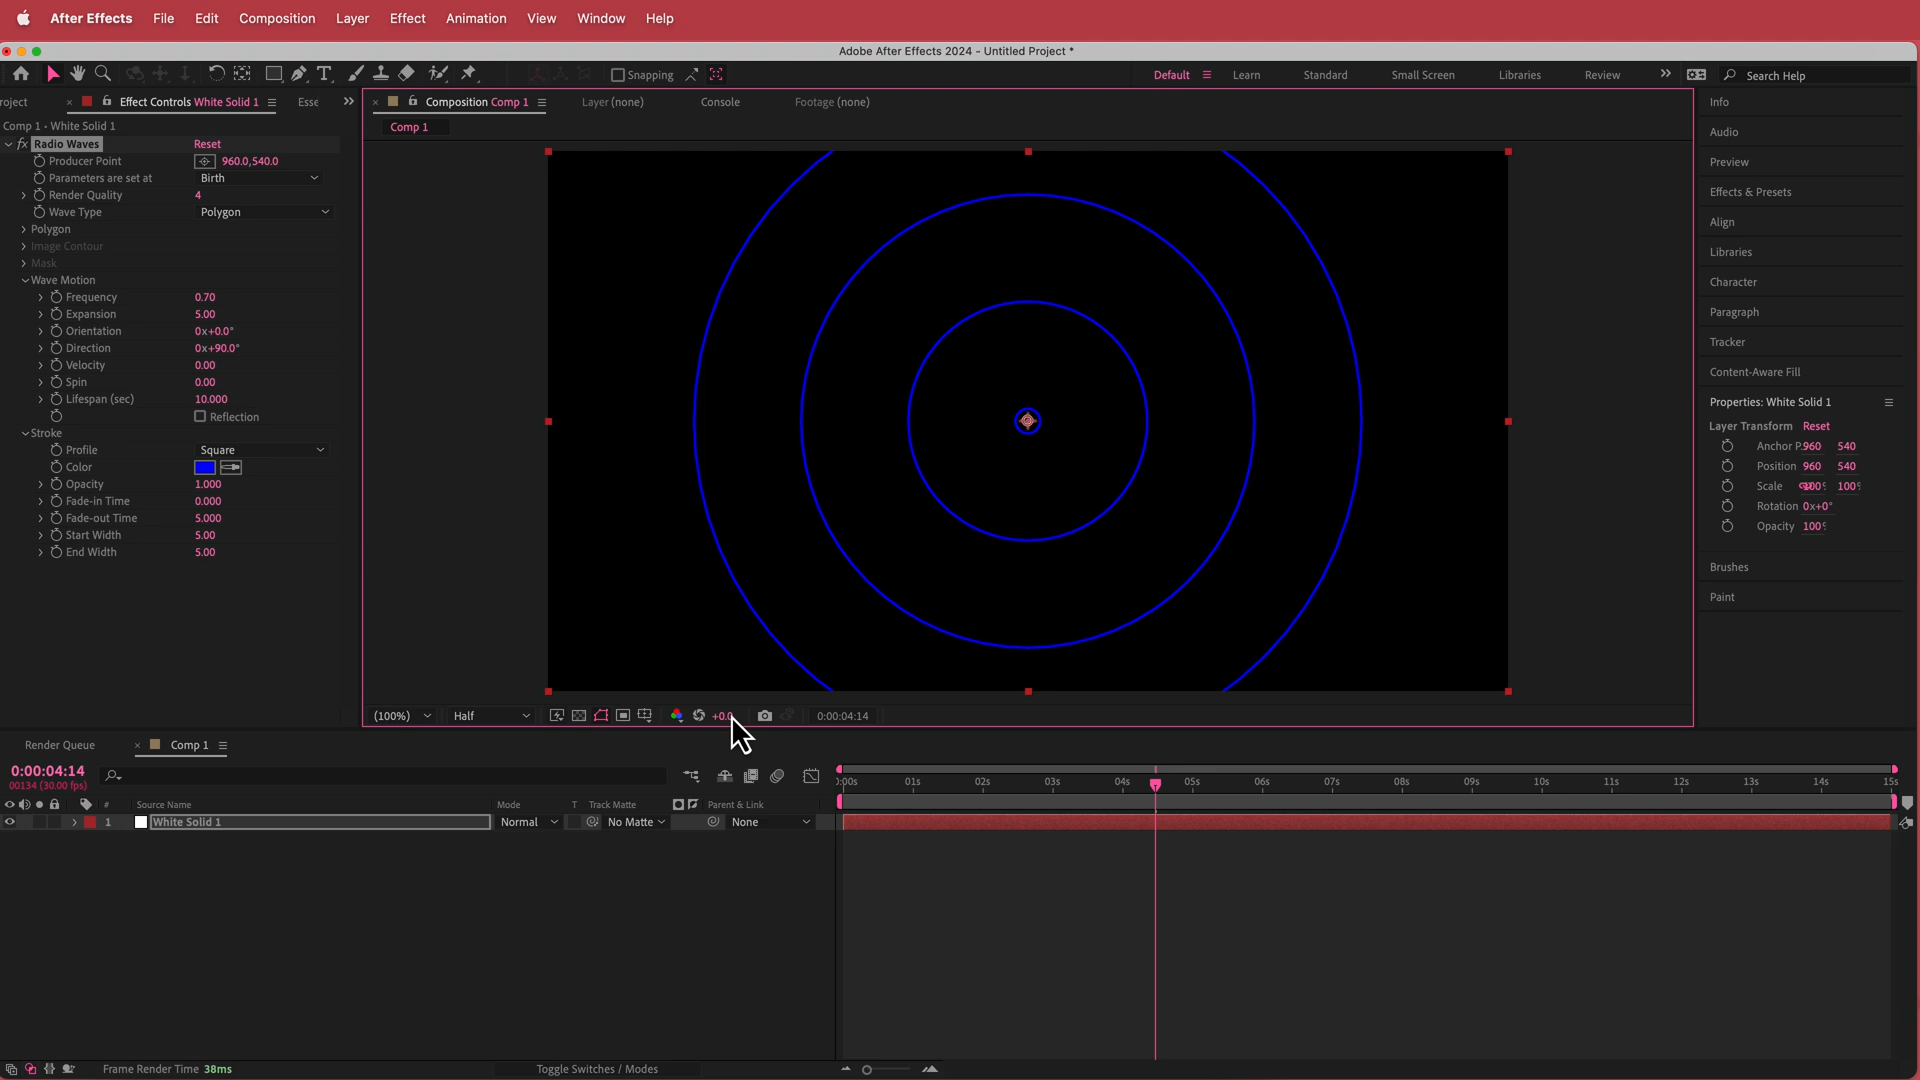 After Effects File Edit Composition Layer Effect Animation View Window Help
Adobe After Effects 2024 - Untitled Project *
Snapping Default Learn Standard Small Screen Libraries Review Search Help
roject Effect Controls White Solid 1
Comp 1 • White Solid 1
fx Radio Waves Reset
Producer Point 960.0,540.0
Parameters are set at Birth
Render Quality 4
Wave Type Polygon
Polygon
Image Contour
Mask
Wave Motion
Frequency 0.70
Expansion 5.00
Orientation 0x+0.0°
Direction 0x+90.0°
Velocity 0.00
Spin 0.00
Lifespan (sec) 10.000
Reflection
Stroke
Profile Square
Color
Opacity 1.000
Fade-in Time 0.000
Fade-out Time 5.000
Start Width 5.00
End Width 5.00
Composition Comp 1 Layer (none) Console Footage (none)
Comp 1
(100%) Half +0.0 0:00:04:14
Info
Audio
Preview
Effects & Presets
Align
Libraries
Character
Paragraph
Tracker
Content-Aware Fill
Properties: White Solid 1
Layer Transform Reset
Anchor P. 960 540
Position 960 540
Scale 100% 100%
Rotation 0x+0°
Opacity 100%
Brushes
Paint
Render Queue Comp 1
0:00:04:14
00134 (30.00 fps)
# Source Name Mode T Track Matte Parent & Link
1 White Solid 1 Normal No Matte None
:00s 01s 02s 03s 04s 05s 06s 07s 08s 09s 10s 11s 12s 13s 14s 15s
Frame Render Time 38ms Toggle Switches / Modes